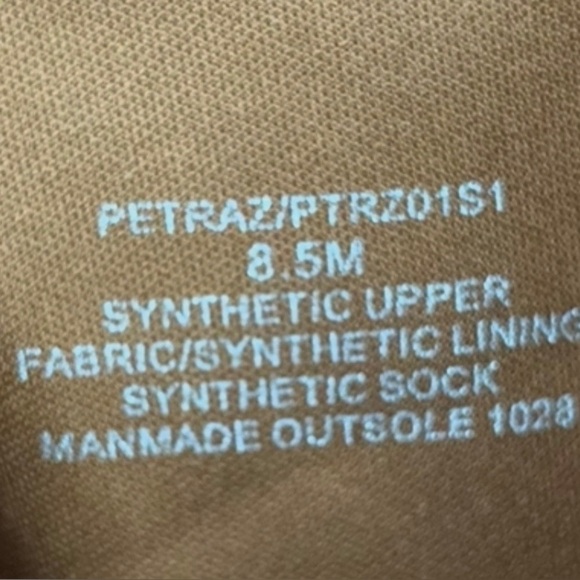 PETRAZ/PTRZ01S1
8.5M
SYNTHETIC UPPER
FABRIC/SYNTHETIC LINING
SYNTHETIC SOCK
MANMADE OUTSOLE 1028